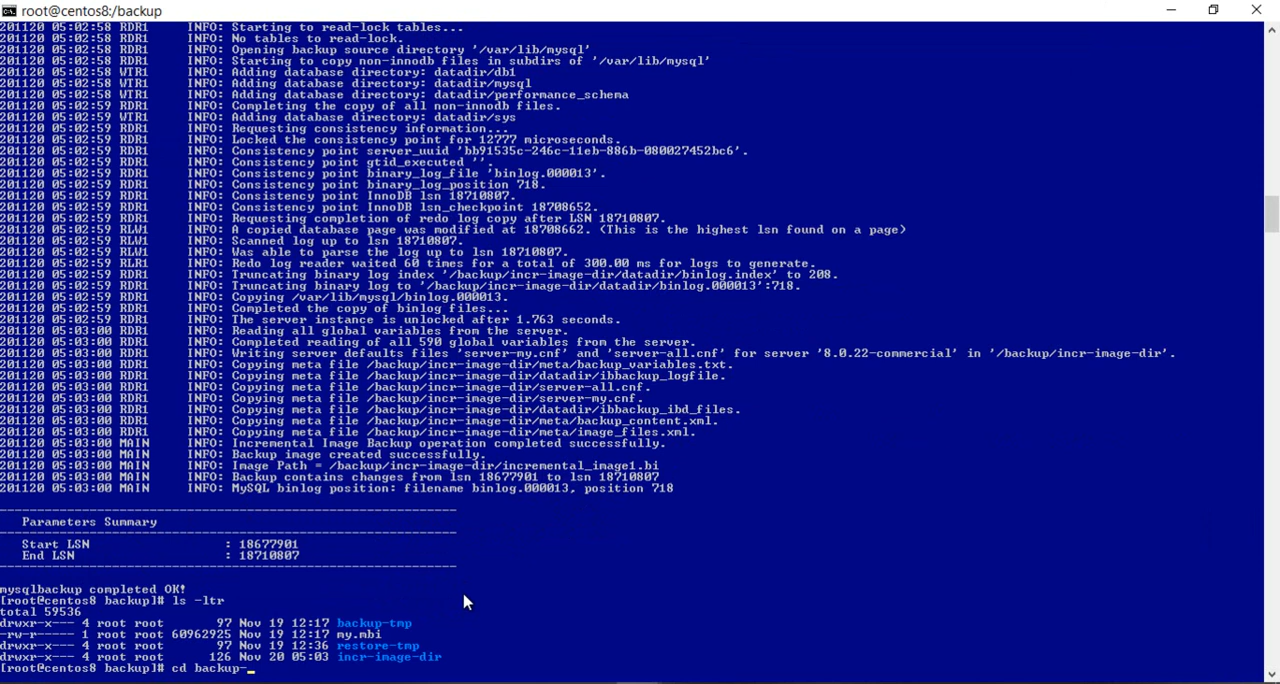 root@centos8:/backup
201120 05:02:58 RDR1     INFO: Starting to read-lock tables...
201120 05:02:58 RDR1     INFO: No tables to read-lock.
201120 05:02:58 RDR1     INFO: Opening backup source directory '/var/lib/mysql'
201120 05:02:58 RDR1     INFO: Starting to copy non-innodb files in subdirs of '/var/lib/mysql'
201120 05:02:58 WTR1     INFO: Adding database directory: datadir/db1
201120 05:02:58 WTR1     INFO: Adding database directory: datadir/mysql
201120 05:02:58 WTR1     INFO: Adding database directory: datadir/performance_schema
201120 05:02:59 RDR1     INFO: Completing the copy of all non-innodb files.
201120 05:02:59 WTR1     INFO: Adding database directory: datadir/sys
201120 05:02:59 RDR1     INFO: Requesting consistency information...
201120 05:02:59 RDR1     INFO: Locked the consistency point for 12777 microseconds.
201120 05:02:59 RDR1     INFO: Consistency point server_uuid 'bb91535c-246c-11eb-886b-080027452bc6'.
201120 05:02:59 RDR1     INFO: Consistency point gtid_executed ''.
201120 05:02:59 RDR1     INFO: Consistency point binary_log_file 'binlog.000013'.
201120 05:02:59 RDR1     INFO: Consistency point binary_log_position 718.
201120 05:02:59 RDR1     INFO: Consistency point InnoDB lsn 18710807.
201120 05:02:59 RDR1     INFO: Consistency point InnoDB lsn_checkpoint 18708652.
201120 05:02:59 RDR1     INFO: Requesting completion of redo log copy after LSN 18710807.
201120 05:02:59 RLW1     INFO: A copied database page was modified at 18708662. (This is the highest lsn found on a page)
201120 05:02:59 RLW1     INFO: Scanned log up to lsn 18710807.
201120 05:02:59 RLW1     INFO: Was able to parse the log up to lsn 18710807.
201120 05:02:59 RLR1     INFO: Redo log reader waited 60 times for a total of 300.00 ms for logs to generate.
201120 05:02:59 RDR1     INFO: Truncating binary log index '/backup/incr-image-dir/datadir/binlog.index' to 208.
201120 05:02:59 RDR1     INFO: Truncating binary log to '/backup/incr-image-dir/datadir/binlog.000013':718.
201120 05:02:59 RDR1     INFO: Copying /var/lib/mysql/binlog.000013.
201120 05:02:59 RDR1     INFO: Completed the copy of binlog files...
201120 05:02:59 RDR1     INFO: The server instance is unlocked after 1.763 seconds.
201120 05:03:00 RDR1     INFO: Reading all global variables from the server.
201120 05:03:00 RDR1     INFO: Completed reading of all 590 global variables from the server.
201120 05:03:00 RDR1     INFO: Writing server defaults files 'server-my.cnf' and 'server-all.cnf' for server '8.0.22-commercial' in '/backup/incr-image-dir'.
201120 05:03:00 RDR1     INFO: Copying meta file /backup/incr-image-dir/meta/backup_variables.txt.
201120 05:03:00 RDR1     INFO: Copying meta file /backup/incr-image-dir/datadir/ibbackup_logfile.
201120 05:03:00 RDR1     INFO: Copying meta file /backup/incr-image-dir/server-all.cnf.
201120 05:03:00 RDR1     INFO: Copying meta file /backup/incr-image-dir/server-my.cnf.
201120 05:03:00 RDR1     INFO: Copying meta file /backup/incr-image-dir/datadir/ibbackup_ibd_files.
201120 05:03:00 RDR1     INFO: Copying meta file /backup/incr-image-dir/meta/backup_content.xml.
201120 05:03:00 RDR1     INFO: Copying meta file /backup/incr-image-dir/meta/image_files.xml.
201120 05:03:00 MAIN     INFO: Incremental Image Backup operation completed successfully.
201120 05:03:00 MAIN     INFO: Backup image created successfully.
201120 05:03:00 MAIN     INFO: Image Path = /backup/incr-image-dir/incremental_image1.bi
201120 05:03:00 MAIN     INFO: Backup contains changes from lsn 18677901 to lsn 18710807
201120 05:03:00 MAIN     INFO: MySQL binlog position: filename binlog.000013, position 718
-------------------------------------------------------------
   Parameters Summary
-------------------------------------------------------------
   Start LSN                  : 18677901
   End LSN                    : 18710807
-------------------------------------------------------------
mysqlbackup completed OK!
[root@centos8 backup]# ls -ltr
total 59536
drwxr-x--- 4 root root       97 Nov 19 12:17 backup-tmp
-rw-r----- 1 root root 60962925 Nov 19 12:17 my.mbi
drwxr-x--- 4 root root       97 Nov 19 12:36 restore-tmp
drwxr-x--- 4 root root      126 Nov 20 05:03 incr-image-dir
[root@centos8 backup]# cd backup-_